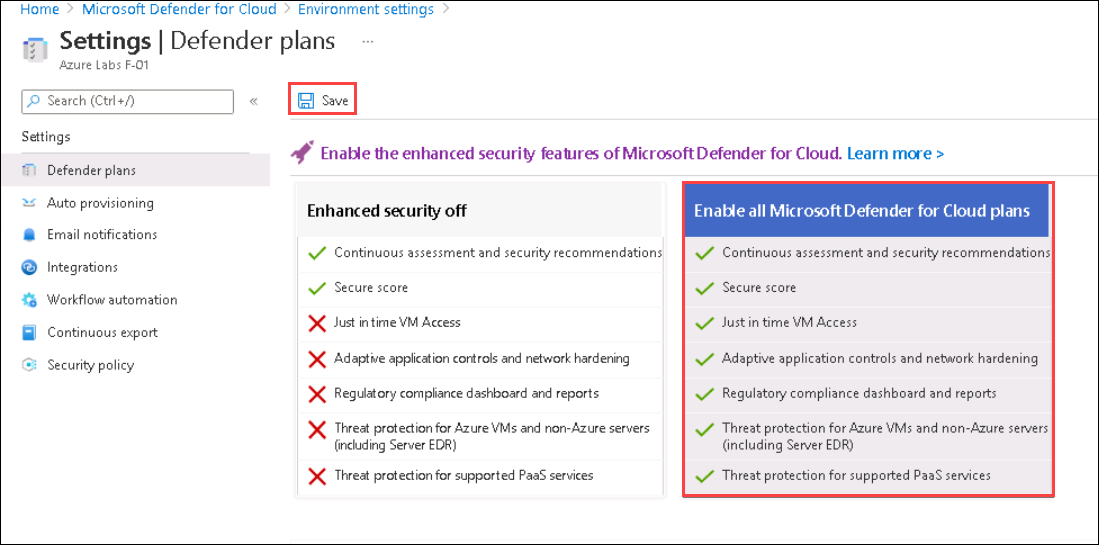 Home > Microsoft Defender for Cloud > Environment settings >
Settings | Defender plans ...
Azure Labs F-01
Search (Ctrl+/)
«
Save
Settings
Defender plans
Auto provisioning
Email notifications
Integrations
Workflow automation
Continuous export
Security policy
Enable the enhanced security features of Microsoft Defender for Cloud. Learn more >
Enhanced security off
Continuous assessment and security recommendations
Secure score
Just in time VM Access
Adaptive application controls and network hardening
Regulatory compliance dashboard and reports
Threat protection for Azure VMs and non-Azure servers
(including Server EDR)
Threat protection for supported PaaS services
Enable all Microsoft Defender for Cloud plans
Continuous assessment and security recommendations
Secure score
Just in time VM Access
Adaptive application controls and network hardening
Regulatory compliance dashboard and reports
Threat protection for Azure VMs and non-Azure servers
(including Server EDR)
Threat protection for supported PaaS services